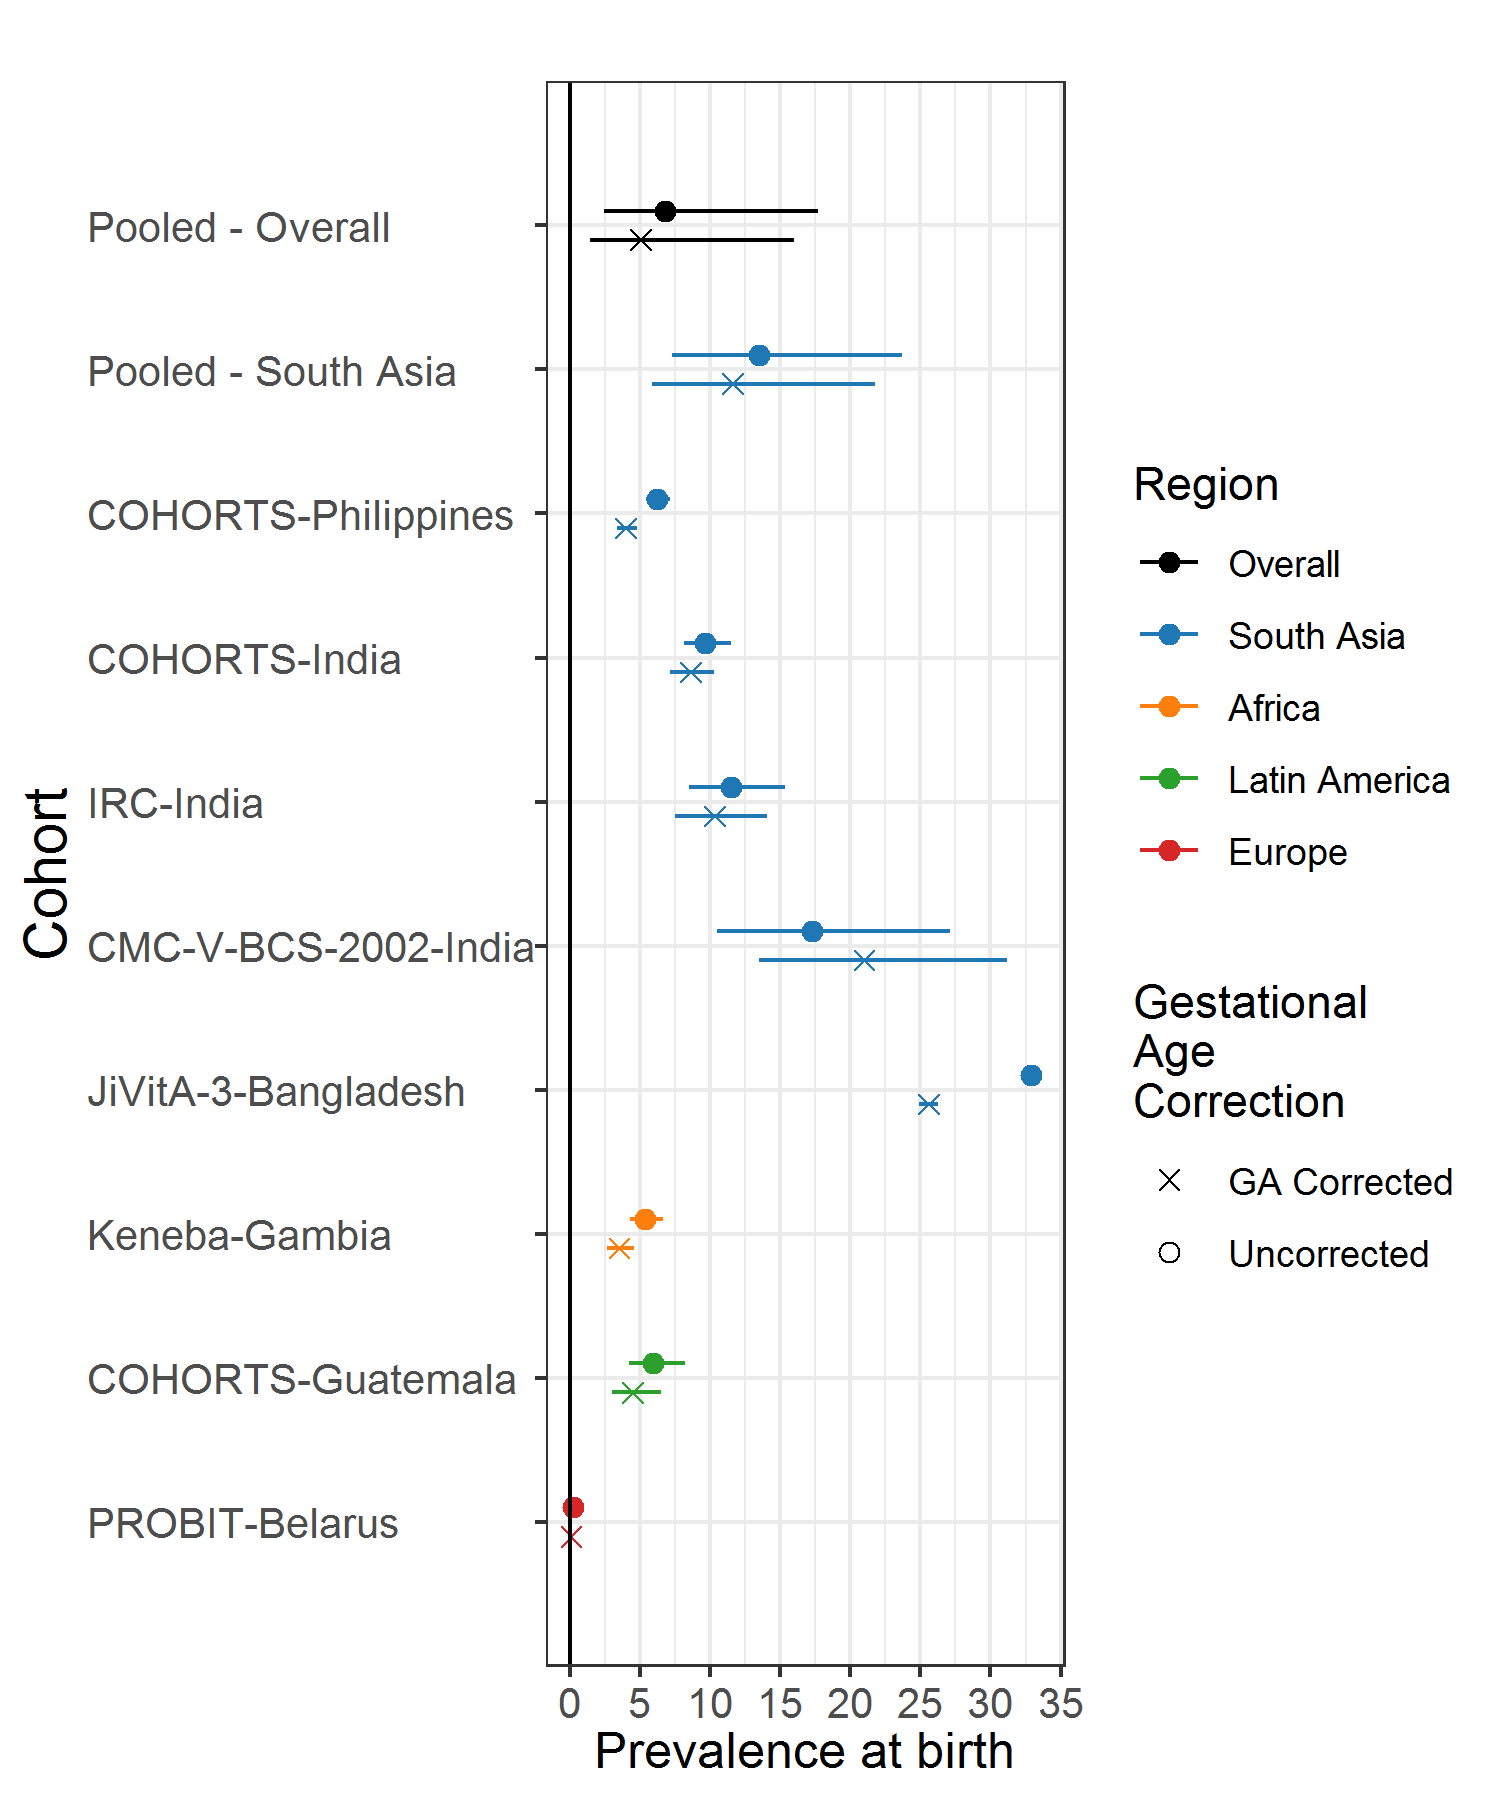 Pooled - Overall
Pooled - South Asia
COHORTS-Philippines
COHORTS-India
IRC-India
CMC-V-BCS-2002-India
JiVitA-3-Bangladesh
Keneba-Gambia
COHORTS-Guatemala
PROBIT-Belarus
Cohort
0 5 10 15 20 25 30 35
Prevalence at birth
Region
Overall
South Asia
Africa
Latin America
Europe
Gestational
Age
Correction
GA Corrected
Uncorrected